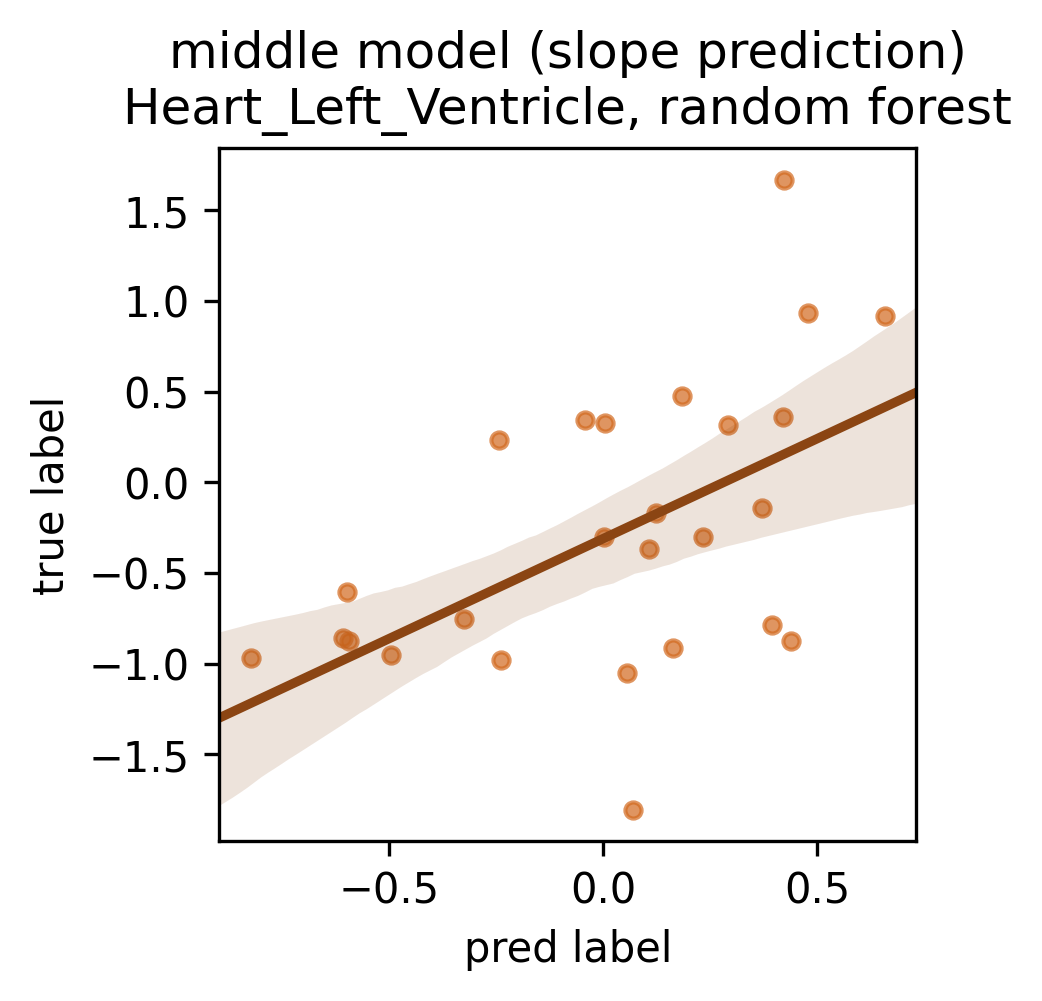 middle model (slope prediction)
Heart_Left_Ventricle, random forest
1.5
1.0
0.5
0.0
−0.5
−1.0
−1.5
true label
−0.5
0.0
0.5
pred label